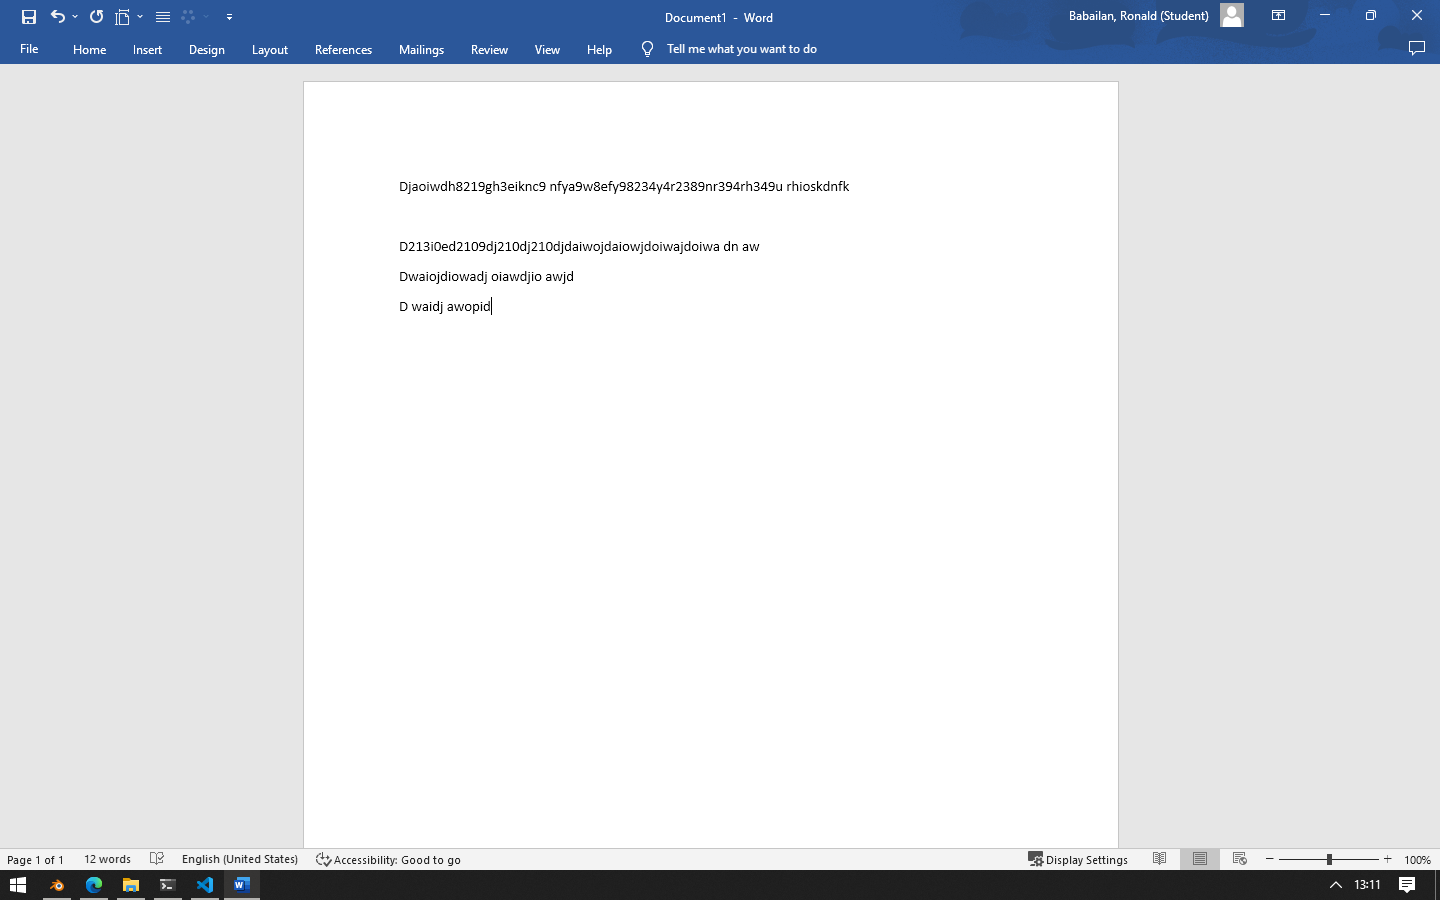 Document1 - Word
Babailan, Ronald (Student)
File Home Insert Design Layout References Mailings Review View Help Tell me what you want to do
Djaoiwdh8219gh3eiknc9 nfya9w8efy98234y4r2389nr394rh349u rhioskdnfk
D213i0ed2109dj210dj210djdaiwojdaiowjdoiwajdoiwa dn aw
Dwaiojdiowadj oiawdjio awjd
D waidj awopid
Page 1 of 1 12 words English (United States) Accessibility: Good to go Display Settings 100%
13:11